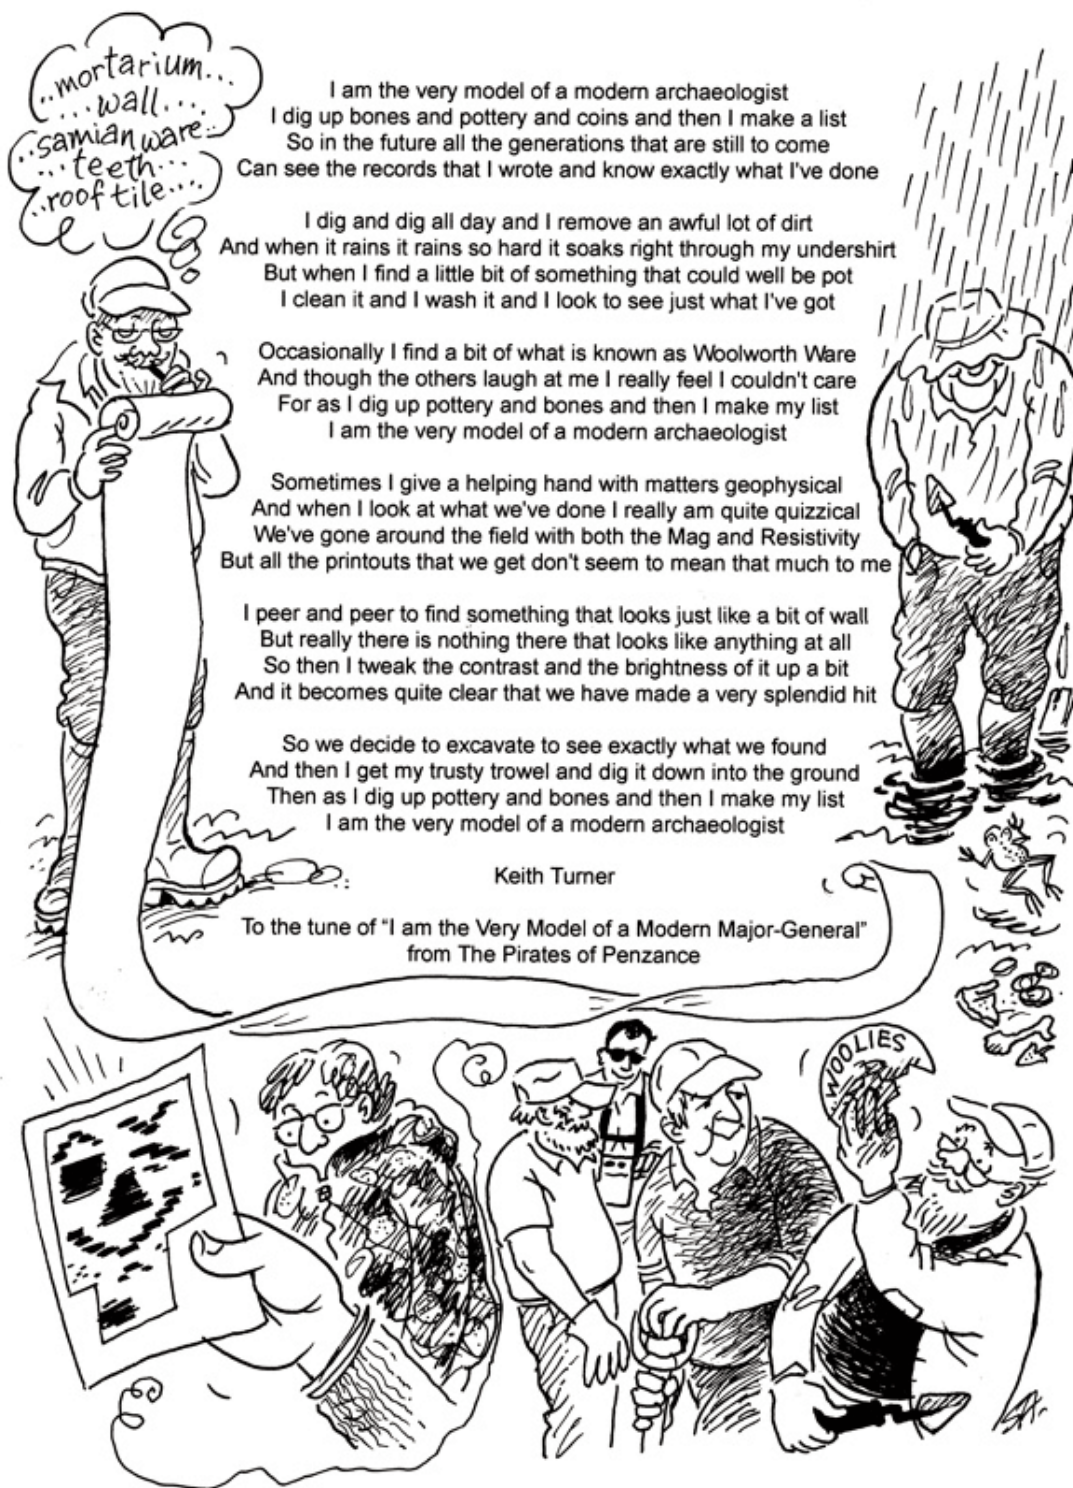 ..mortarium...
....wall....
..samian ware..
...teeth...
..roof tile....
I am the very model of a modern archaeologist
I dig up bones and pottery and coins and then I make a list
So in the future all the generations that are still to come
Can see the records that I wrote and know exactly what I've done
I dig and dig all day and I remove an awful lot of dirt
And when it rains it rains so hard it soaks right through my undershirt
But when I find a little bit of something that could well be pot
I clean it and I wash it and I look to see just what I've got
Occasionally I find a bit of what is known as Woolworth Ware
And though the others laugh at me I really feel I couldn't care
For as I dig up pottery and bones and then I make my list
I am the very model of a modern archaeologist
Sometimes I give a helping hand with matters geophysical
And when I look at what we've done I really am quite quizzical
We've gone around the field with both the Mag and Resistivity
But all the printouts that we get don't seem to mean that much to me
I peer and peer to find something that looks just like a bit of wall
But really there is nothing there that looks like anything at all
So then I tweak the contrast and the brightness of it up a bit
And it becomes quite clear that we have made a very splendid hit
So we decide to excavate to see exactly what we found
And then I get my trusty trowel and dig it down into the ground
Then as I dig up pottery and bones and then I make my list
I am the very model of a modern archaeologist
Keith Turner
To the tune of “I am the Very Model of a Modern Major-General”
from The Pirates of Penzance
WOOLIES